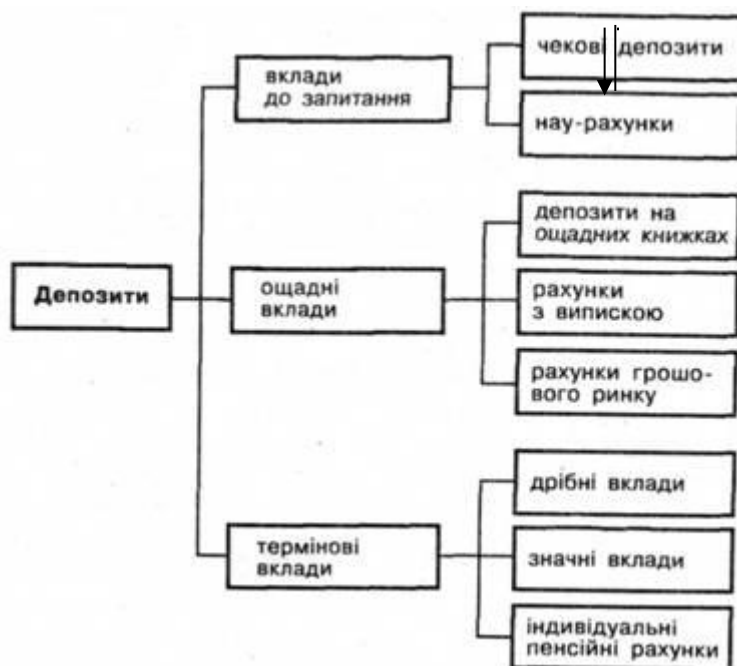 чекові депозити
вклади
до запитання
нау-рахунки
депозити на
ощадних книжках
Депозити
ощадні
вклади
рахунки
з випискою
рахунки грошо-
вого ринку
дрібні вклади
термінові
вклади
значні вклади
індивідуальні
пенсійні рахунки